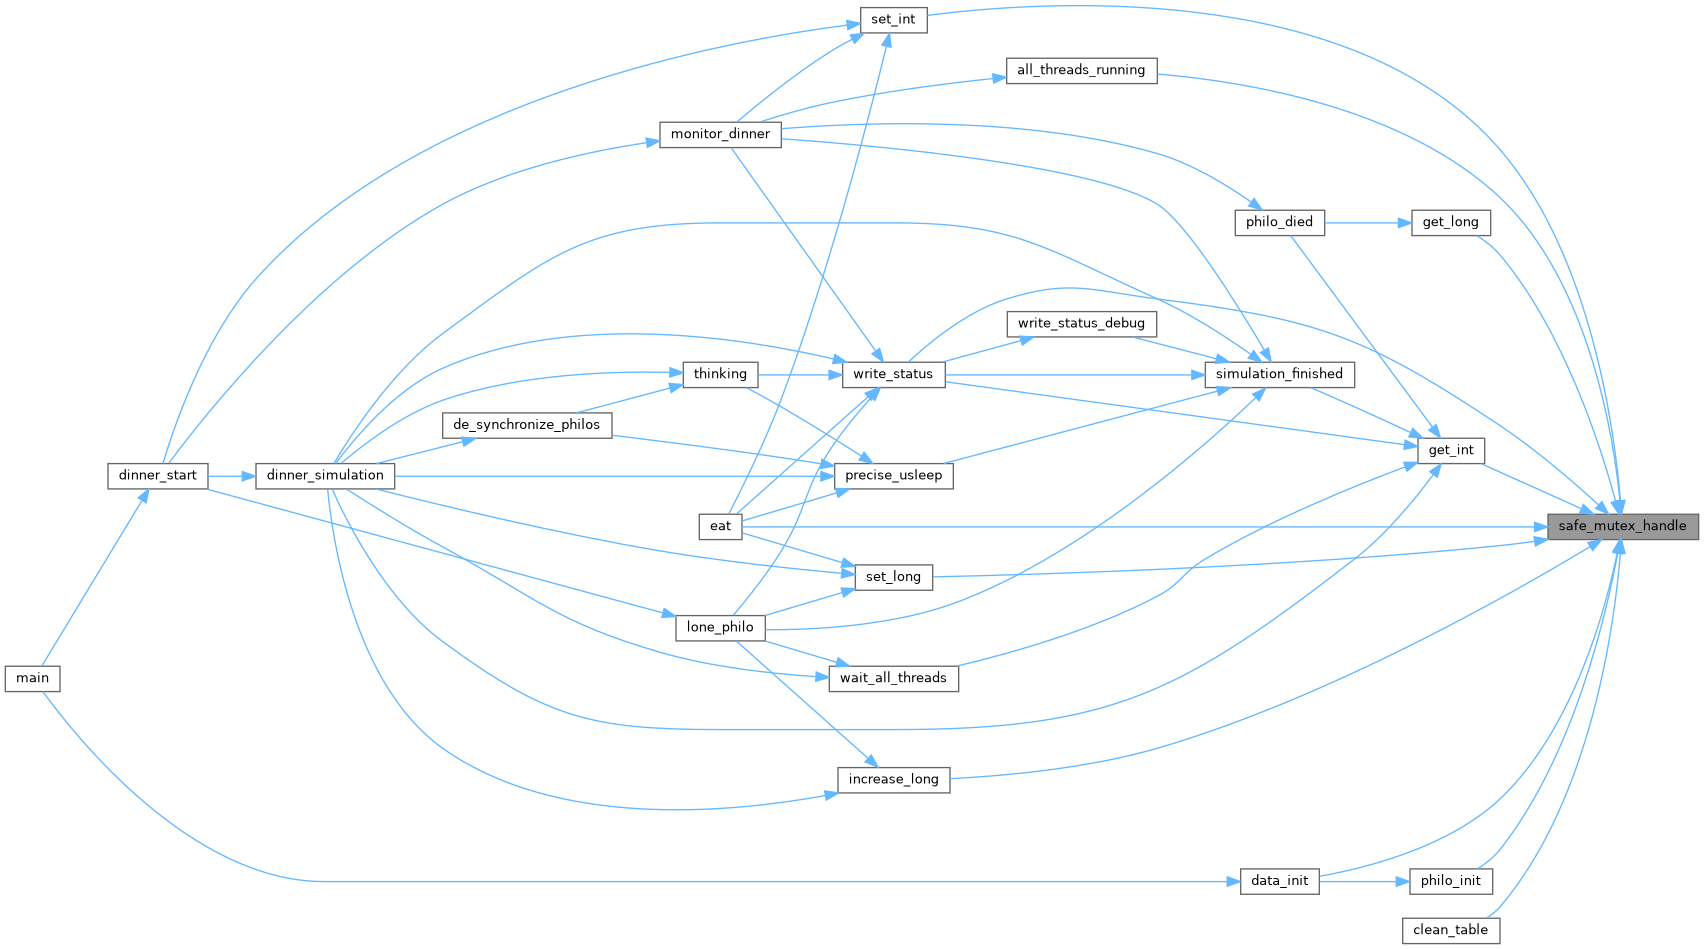 set_int
all_threads_running
monitor_dinner
philo_died
get_long
write_status_debug
thinking
write_status
simulation_finished
de_synchronize_philos
get_int
dinner_start
dinner_simulation
precise_usleep
eat
safe_mutex_handle
set_long
lone_philo
main
wait_all_threads
increase_long
data_init
philo_init
clean_table